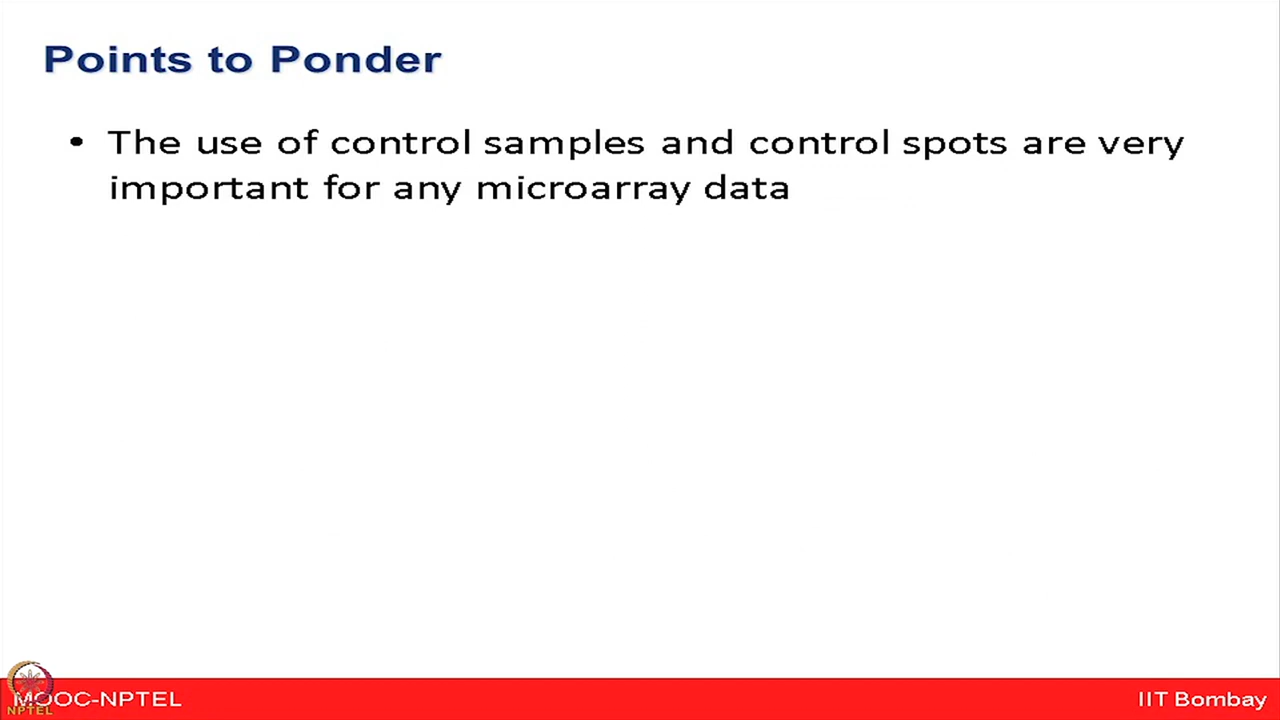 Points to Ponder
• The use of control samples and control spots are very
important for any microarray data
MOOC-NPTEL
IIT Bombay
NPTEL